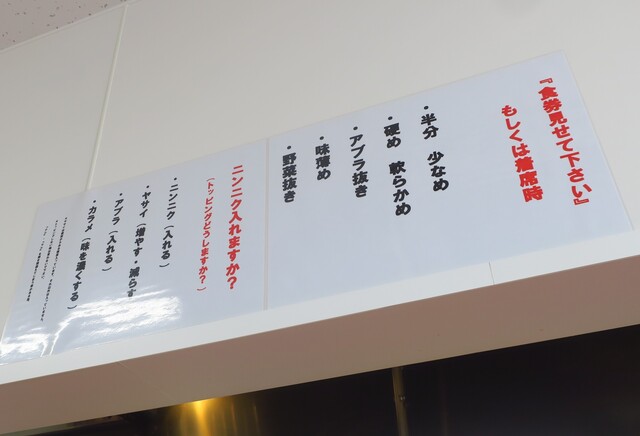 『食券見せて下さい』
もしくは着席時
・半分 少なめ
・硬め 軟らかめ
・アブラ抜き
・味薄め
・野菜抜き
ニンニク入れますか?
(トッピングどうしますか?)
・ニンニク(入れる)
・ヤサイ(増やす・減らす
・アブラ(入れる)
・カラメ(味を濃くする)